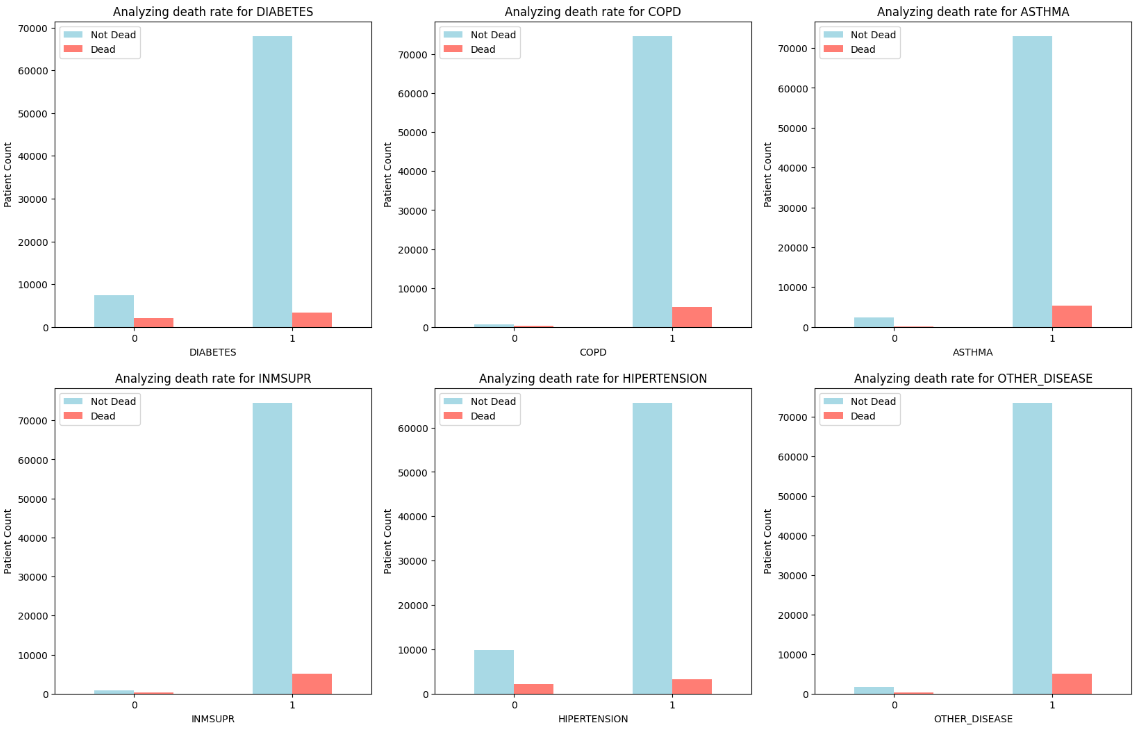 Analyzing death rate for DIABETES
Not Dead
Dead
70000
60000
50000
40000
30000
20000
10000
0
Patient Count
0 1
DIABETES
Analyzing death rate for COPD
Not Dead
Dead
70000
60000
50000
40000
30000
20000
10000
0
Patient Count
0 1
COPD
Analyzing death rate for ASTHMA
Not Dead
Dead
70000
60000
50000
40000
30000
20000
10000
0
Patient Count
0 1
ASTHMA
Analyzing death rate for INMSUPR
Not Dead
Dead
70000
60000
50000
40000
30000
20000
10000
0
Patient Count
0 1
INMSUPR
Analyzing death rate for HIPERTENSION
Not Dead
Dead
60000
50000
40000
30000
20000
10000
0
Patient Count
0 1
HIPERTENSION
Analyzing death rate for OTHER_DISEASE
Not Dead
Dead
70000
60000
50000
40000
30000
20000
10000
0
Patient Count
0 1
OTHER_DISEASE